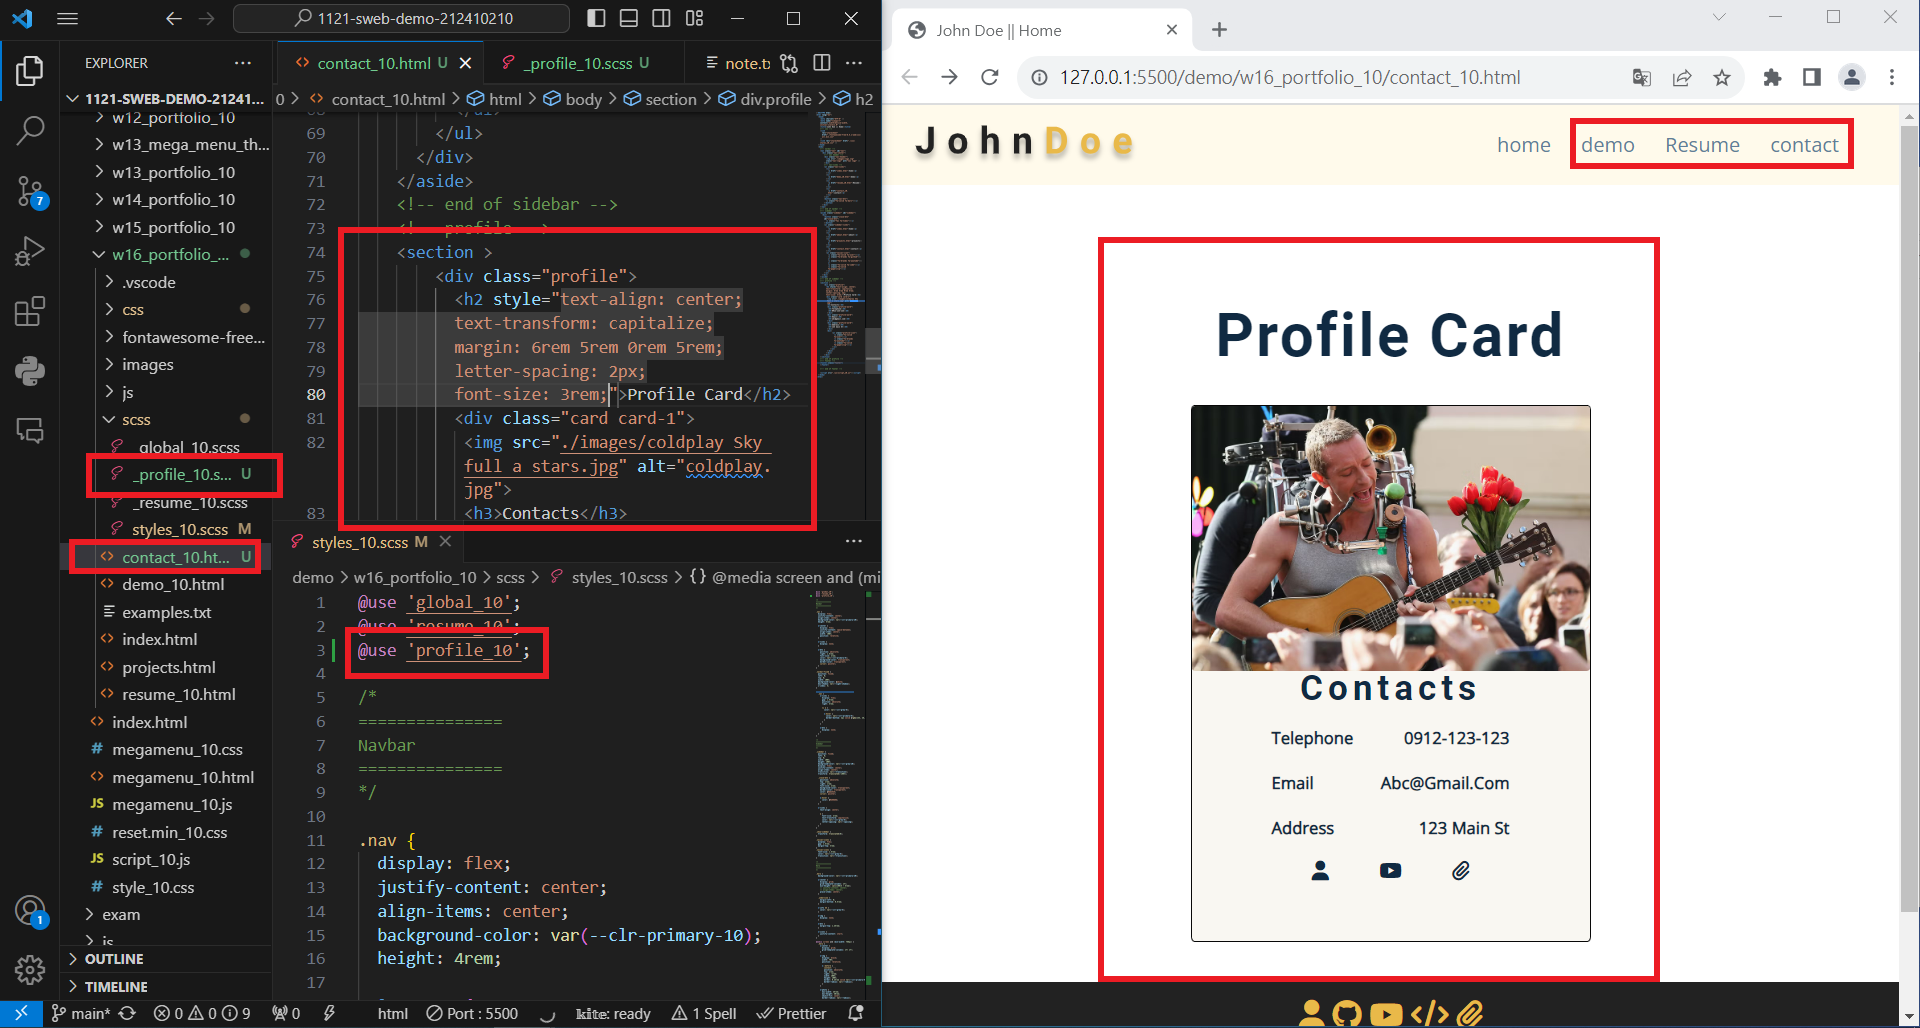 1121-sweb-demo-212410210
EXPLORER
1121-SWEB-DEMO-21241...
w12_portfolio_10
w13_mega_menu_th...
w13_portfolio_10
w14_portfolio_10
w15_portfolio_10
w16_portfolio_...
.vscode
css
fontawesome-free...
images
js
scss
_global_10.scss
_profile_10.s... U
_resume_10.scss
styles_10.scss M
contact_10.ht... U
demo_10.html
examples.txt
index.html
projects.html
resume_10.html
index.html
megamenu_10.css
megamenu_10.html
JS megamenu_10.js
reset.min_10.css
JS script_10.js
style_10.css
exam
js
OUTLINE
TIMELINE
7
1
contact_10.html U
_profile_10.scss U
note.t
0 > contact_10.html > html > body > section > div.profile > h2
69 </ul>
70 </div>
71 </aside>
72 <!-- end of sidebar -->
73 <!-- profile -->
74 <section >
75 <div class="profile">
76 <h2 style="text-align: center;
77 text-transform: capitalize;
78 margin: 6rem 5rem 0rem 5rem;
79 letter-spacing: 2px;
80 font-size: 3rem;">Profile Card</h2>
81 <div class="card card-1">
82 <img src="./images/coldplay Sky
full a stars.jpg" alt="coldplay.
jpg">
83 <h3>Contacts</h3>
styles_10.scss M
demo > w16_portfolio_10 > scss > styles_10.scss > {} @media screen and (mi
1 @use 'global_10';
2 @use 'resume_10';
3 @use 'profile_10';
4
5 /*
6 ===============
7 Navbar
8 ===============
9 */
10
11 .nav {
12 display: flex;
13 justify-content: center;
14 align-items: center;
15 background-color: var(--clr-primary-10);
16 height: 4rem;
17
main* 0 0 9 0 html Port : 5500 kite: ready 1 Spell Prettier
John Doe || Home
127.0.0.1:5500/demo/w16_portfolio_10/contact_10.html
JohnDoe
home demo Resume contact
Profile Card
Contacts
Telephone 0912-123-123
Email Abc@Gmail.Com
Address 123 Main St